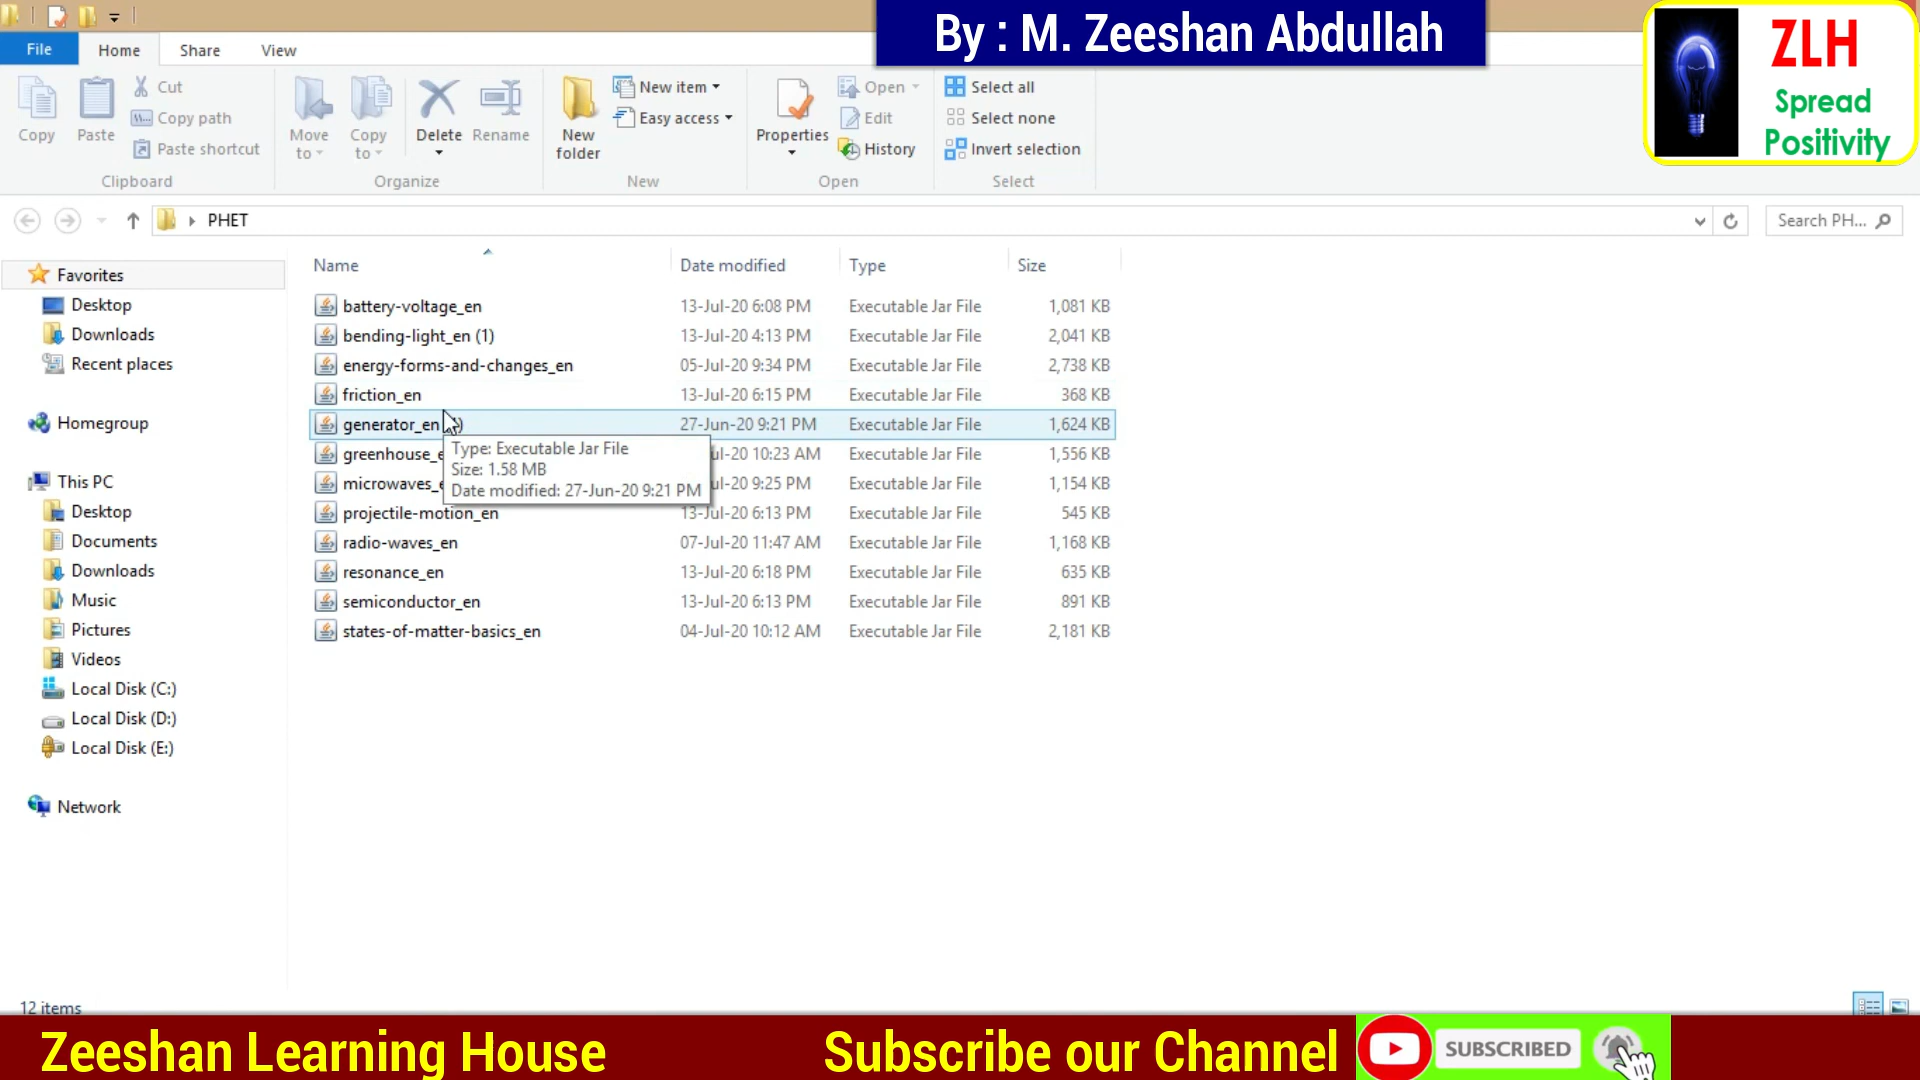 By : M. Zeeshan Abdullah
ZLH
Spread
Positivity
File Home Share View
Copy
Paste
Cut
Copy path
Paste shortcut
Clipboard
Move to
Copy to
Delete
Rename
Organize
New folder
New item
Easy access
New
Properties
Open
Edit
History
Open
Select all
Select none
Invert selection
Select
PHET
Search PH...
Favorites
Desktop
Downloads
Recent places
Homegroup
This PC
Desktop
Documents
Downloads
Music
Pictures
Videos
Local Disk (C:)
Local Disk (D:)
Local Disk (E:)
Network
Name Date modified Type Size
battery-voltage_en 13-Jul-20 6:08 PM Executable Jar File 1,081 KB
bending-light_en (1) 13-Jul-20 4:13 PM Executable Jar File 2,041 KB
energy-forms-and-changes_en 05-Jul-20 9:34 PM Executable Jar File 2,738 KB
friction_en 13-Jul-20 6:15 PM Executable Jar File 368 KB
generator_en 27-Jun-20 9:21 PM Executable Jar File 1,624 KB
greenhouse_e ul-20 10:23 AM Executable Jar File 1,556 KB
microwaves_e ul-20 9:25 PM Executable Jar File 1,154 KB
Type: Executable Jar File
Size: 1.58 MB
Date modified: 27-Jun-20 9:21 PM
projectile-motion_en 13-Jul-20 6:13 PM Executable Jar File 545 KB
radio-waves_en 07-Jul-20 11:47 AM Executable Jar File 1,168 KB
resonance_en 13-Jul-20 6:18 PM Executable Jar File 635 KB
semiconductor_en 13-Jul-20 6:13 PM Executable Jar File 891 KB
states-of-matter-basics_en 04-Jul-20 10:12 AM Executable Jar File 2,181 KB
12 items
Zeeshan Learning House Subscribe our Channel SUBSCRIBED